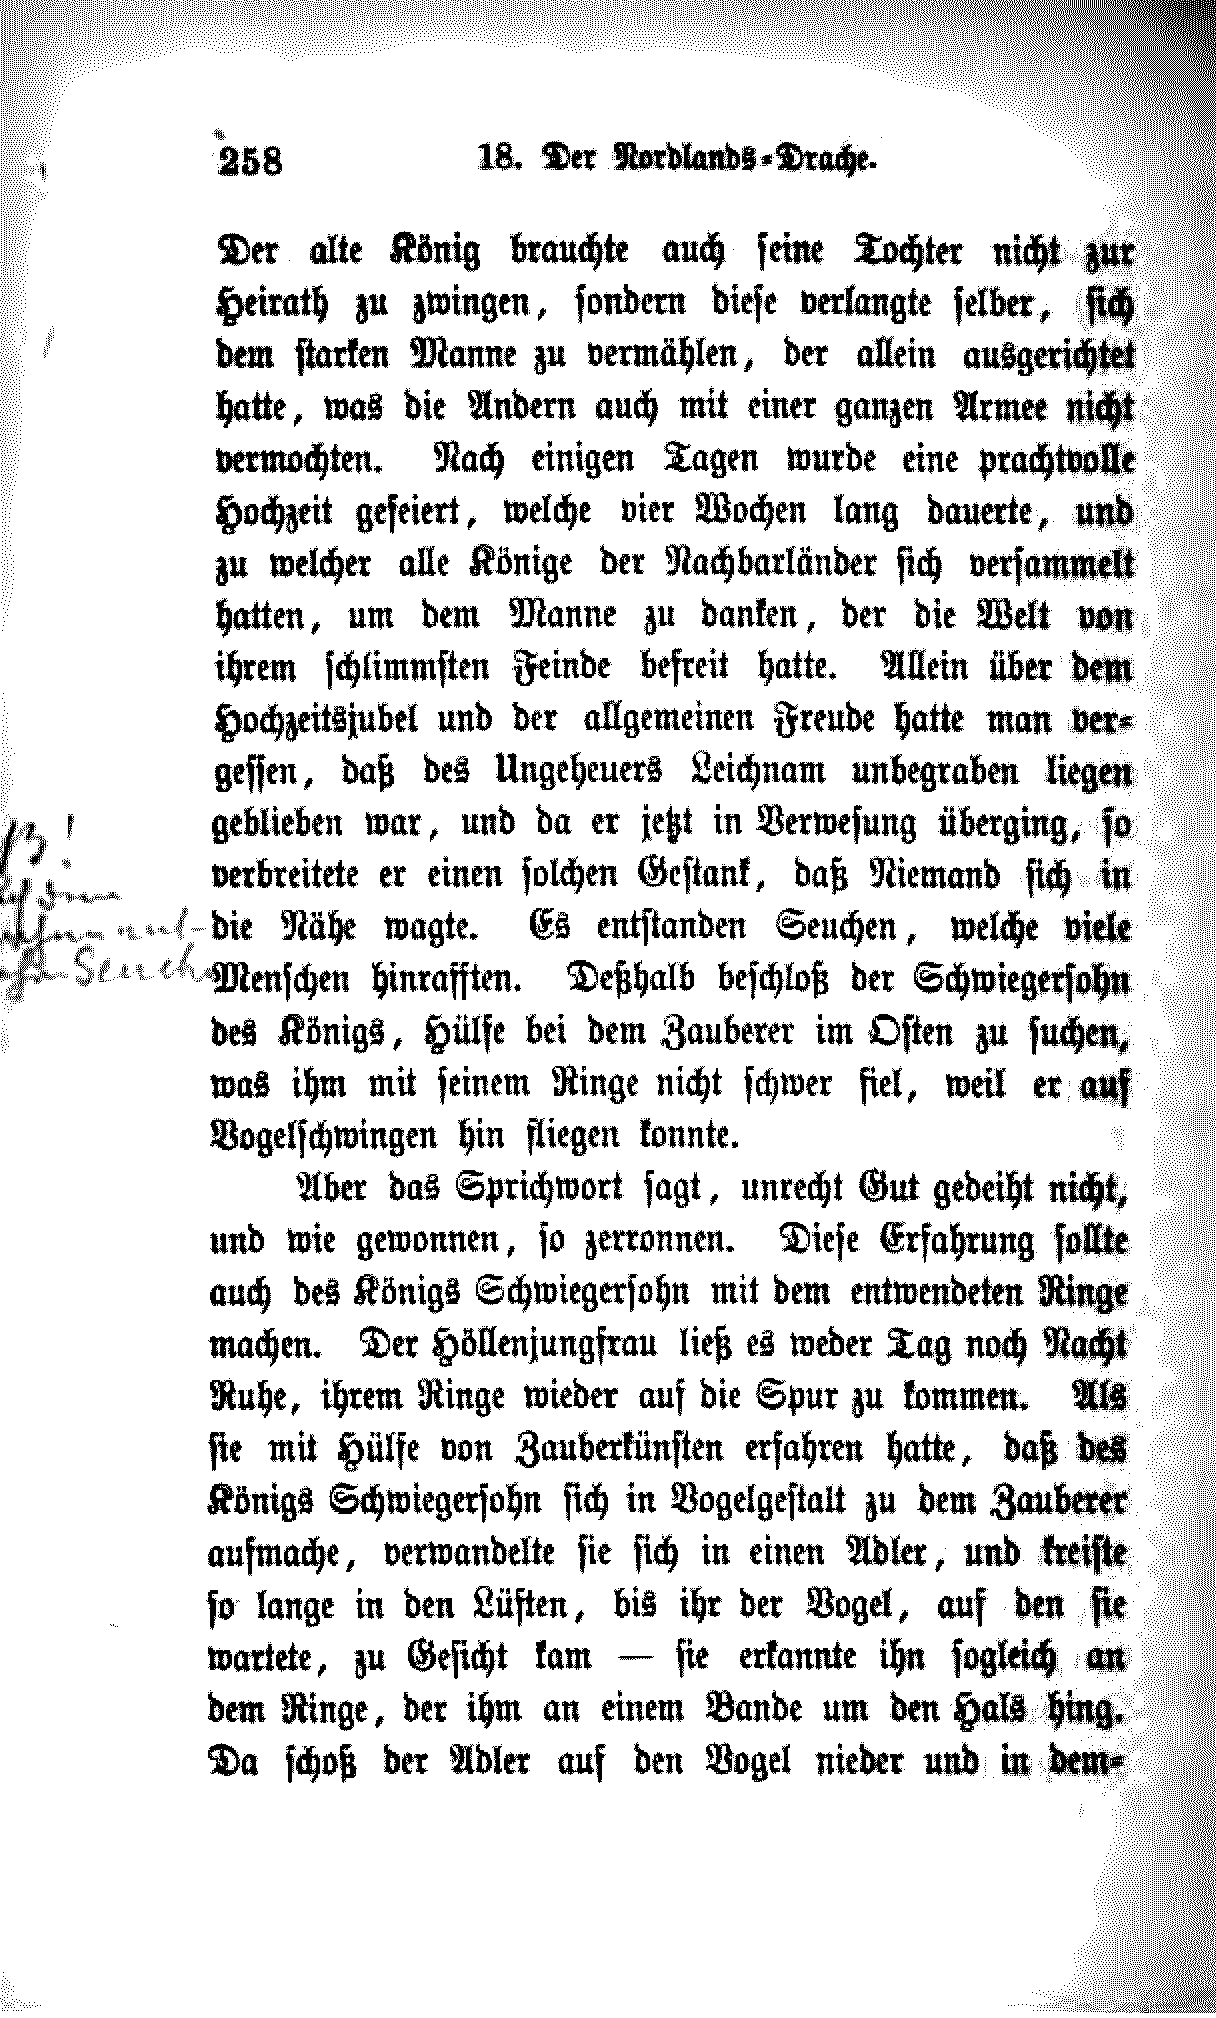 258 18. Der Nordlands-Drache.
Der alte König brauchte auch seine Tochter nicht zur
Heirath zu zwingen, sondern diese verlangte selber, sich
dem starken Manne zu vermählen, der allein ausgerichtet
hatte, was die Andern auch mit einer ganzen Armee nicht
vermochten. Nach einigen Tagen wurde eine prachtvolle
Hochzeit gefeiert, welche vier Wochen lang dauerte, und
zu welcher alle Könige der Nachbarländer sich versammelt
hatten, um dem Manne zu danken, der die Welt von
ihrem schlimmsten Feinde befreit hatte. Allein über dem
Hochzeitsjubel und der allgemeinen Freude hatte man ver-
gessen, daß des Ungeheuers Leichnam unbegraben liegen
geblieben war, und da er jetzt in Verwesung überging, so
verbreitete er einen solchen Gestank, daß Niemand sich in
die Nähe wagte. Es entstanden Seuchen, welche viele
Menschen hinrafften. Deßhalb beschloß der Schwiegersohn
des Königs, Hülfe bei dem Zauberer im Osten zu suchen,
was ihm mit seinem Ringe nicht schwer fiel, weil er auf
Vogelschwingen hin fliegen konnte.
Aber das Sprichwort sagt, unrecht Gut gedeiht nicht,
und wie gewonnen, so zerronnen. Diese Erfahrung sollte
auch des Königs Schwiegersohn mit dem entwendeten Ringe
machen. Der Höllenjungfrau ließ es weder Tag noch Nacht
Ruhe, ihrem Ringe wieder auf die Spur zu kommen. Als
sie mit Hülfe von Zauberkünsten erfahren hatte, daß des
Königs Schwiegersohn sich in Vogelgestalt zu dem Zauberer
aufmache, verwandelte sie sich in einen Adler, und kreiste
so lange in den Lüften, bis ihr der Vogel, auf den sie
wartete, zu Gesicht kam — sie erkannte ihn sogleich an
dem Ringe, der ihm an einem Bande um den Hals hing.
Da schoß der Adler auf den Vogel nieder und in dem-